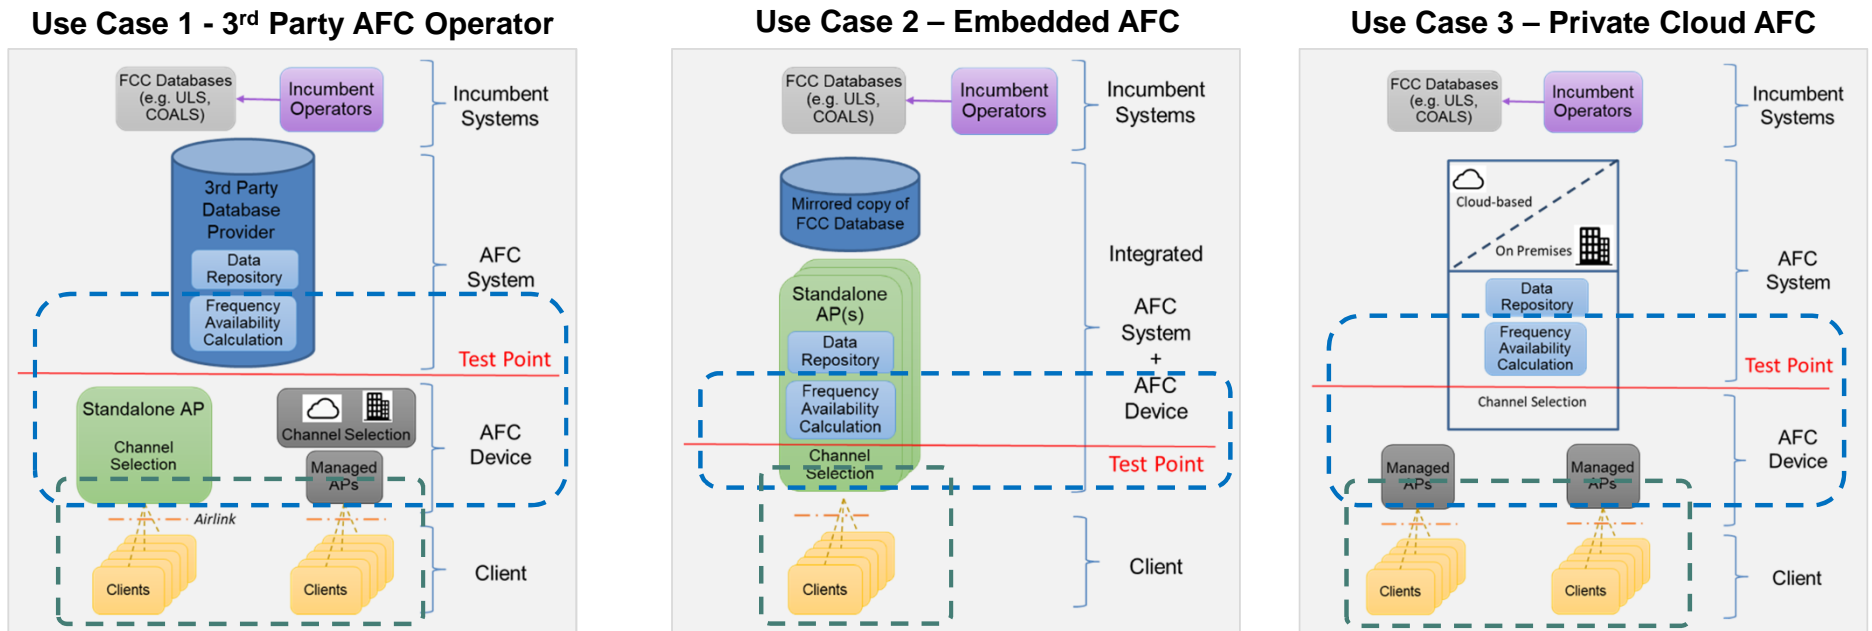 Use Case 1 - 3rd Party AFC Operator
FCC Databases
(e.g. ULS,
COALS)
Incumbent
Operators
Incumbent
Systems
3rd Party
Database
Provider
Data
Repository
Frequency
Availability
Calculation
AFC
System
Test Point
Standalone AP
Channel
Selection
Channel Selection
Managed
APs
AFC
Device
Airlink
Clients
Clients
Client
Use Case 2 – Embedded AFC
FCC Databases
(e.g. ULS,
COALS)
Incumbent
Operators
Incumbent
Systems
Mirrored copy of
FCC Database
Standalone
AP(s)
Data
Repository
Frequency
Availability
Calculation
Channel
Selection
Integrated
AFC
System
+
AFC
Device
Test Point
Clients
Client
Use Case 3 – Private Cloud AFC
FCC Databases
(e.g. ULS,
COALS)
Incumbent
Operators
Incumbent
Systems
Cloud-based
On Premises
Data
Repository
Frequency
Availability
Calculation
AFC
System
Test Point
Channel Selection
Managed
APs
Managed
APs
AFC
Device
Clients
Clients
Client